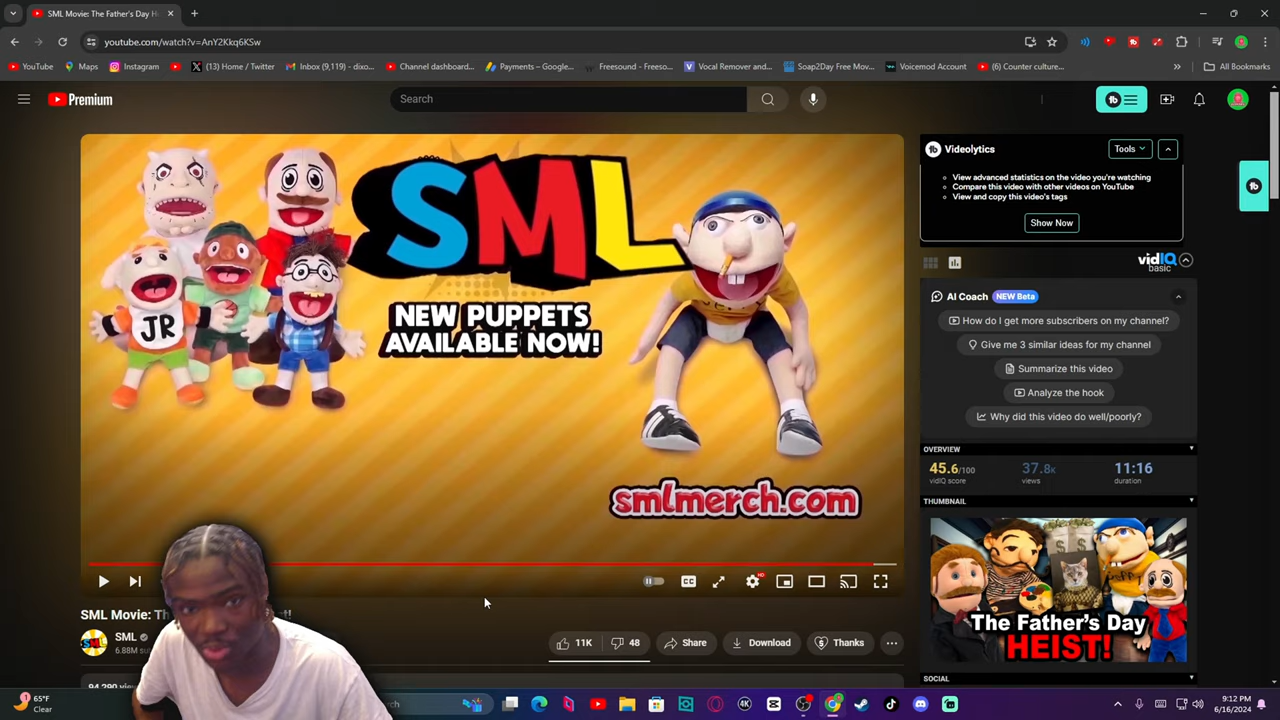 SML Movie: The Father's Day H
youtube.com/watch?v=AnY2Kkq6KSw
YouTube
Maps
Instagram
(13) Home / Twitter
Inbox (9,119) - dixo...
Channel dashboard...
Payments – Google...
Freesound - Freeso...
Vocal Remover and...
Soap2Day Free Mov...
Voicemod Account
(6) Counter culture...
All Bookmarks
Premium
Search
SML
NEW PUPPETS
AVAILABLE NOW!
JR
smlmerch.com
Videolytics
Tools
View advanced statistics on the video you're watching
Compare this video with other videos on YouTube
View and copy this video's tags
Show Now
vidIQ
basic
AI Coach NEW Beta
How do I get more subscribers on my channel?
Give me 3 similar ideas for my channel
Summarize this video
Analyze the hook
Why did this video do well/poorly?
OVERVIEW
45.6/100
vidIQ score
37.8K
views
11:16
duration
THUMBNAIL
The Father's Day
HEIST!
SOCIAL
HD
SML Movie:
SML
6.88M
11K
48
Share
Download
Thanks
1
65°F
Clear
4K
9:12 PM
6/16/2024